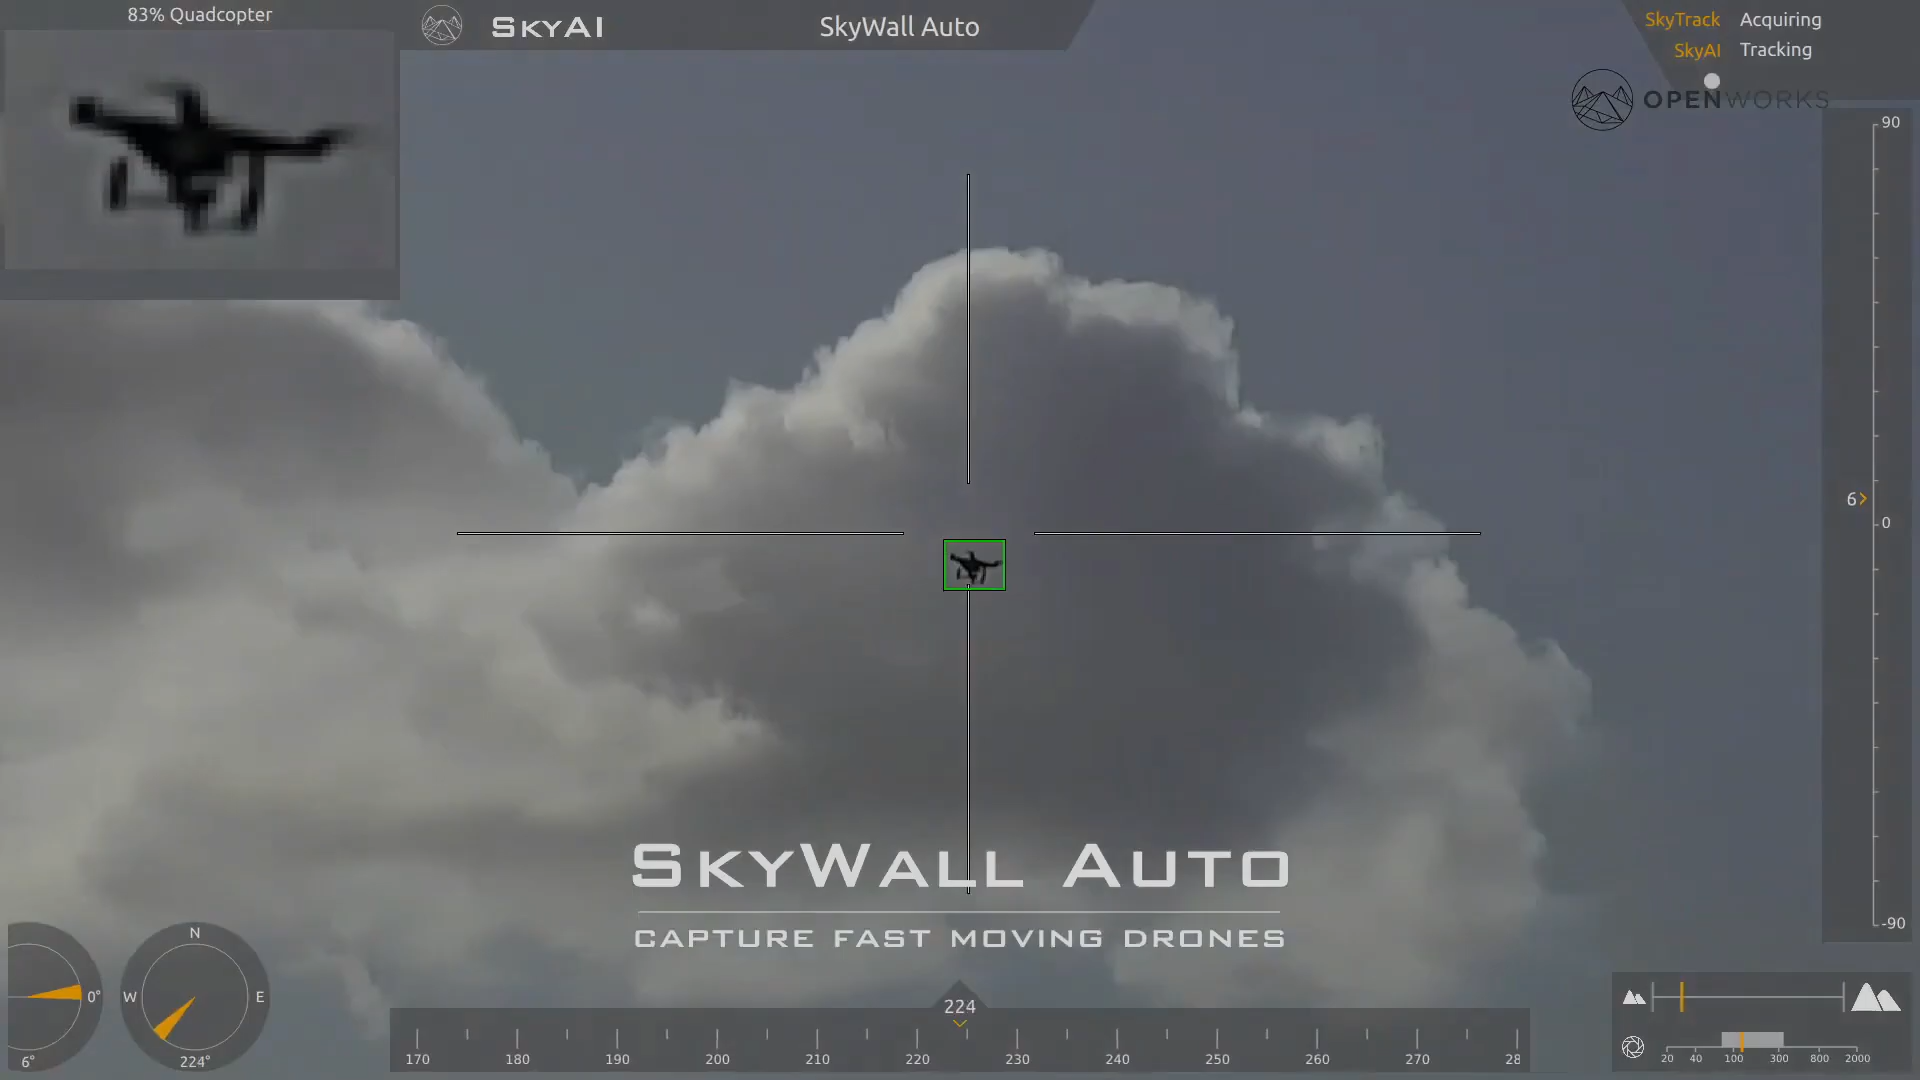 83% Quadcopter
SKYAI
SkyWall Auto
SkyTrack Acquiring
SkyAI Tracking
OPENWORKS
90
6
0
-90
SKYWALL AUTO
CAPTURE FAST MOVING DRONES
0°
6°
N
W
E
224°
224
170 180 190 200 210 220 230 240 250 260 270 28
20 40 100 300 800 2000